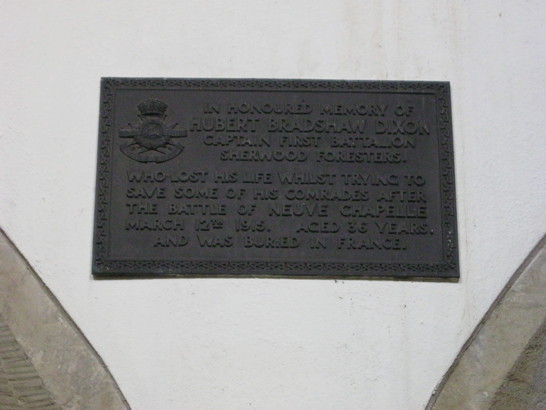 IN HONOURED MEMORY OF
HUBERT BRADSHAW DIXON
CAPTAIN FIRST BATTALION
SHERWOOD FORESTERS.
WHO LOST HIS LIFE WHILST TRYING TO
SAVE SOME OF HIS COMRADES AFTER
THE BATTLE OF NEUVE CHAPELLE
MARCH 12TH 1915. AGED 36 YEARS.
AND WAS BURIED IN FRANCE.